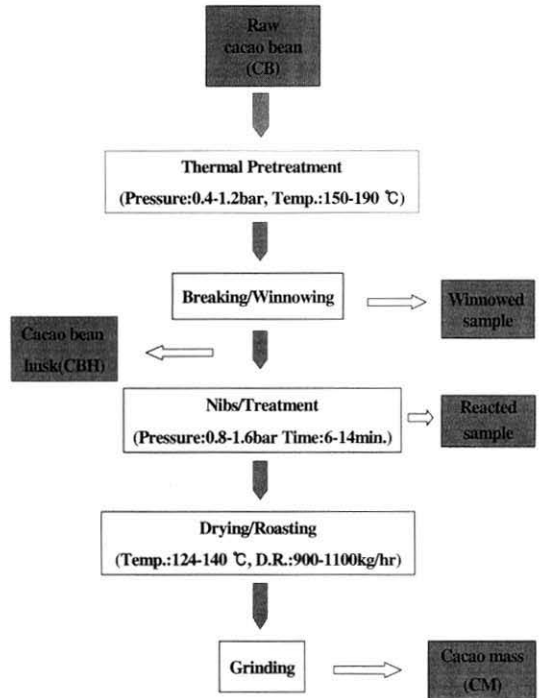 Raw
cacao bean
(CB)
Thermal Pretreatment
(Pressure:0.4-1.2bar, Temp.:150-190 ℃)
Breaking/Winnowing
Winnowed
sample
Cacao bean
husk(CBH)
Nibs/Treatment
(Pressure:0.8-1.6bar Time:6-14min.)
Reacted
sample
Drying/Roasting
(Temp.:124-140 ℃, D.R.:900-1100kg/hr)
Grinding
Cacao mass
(CM)